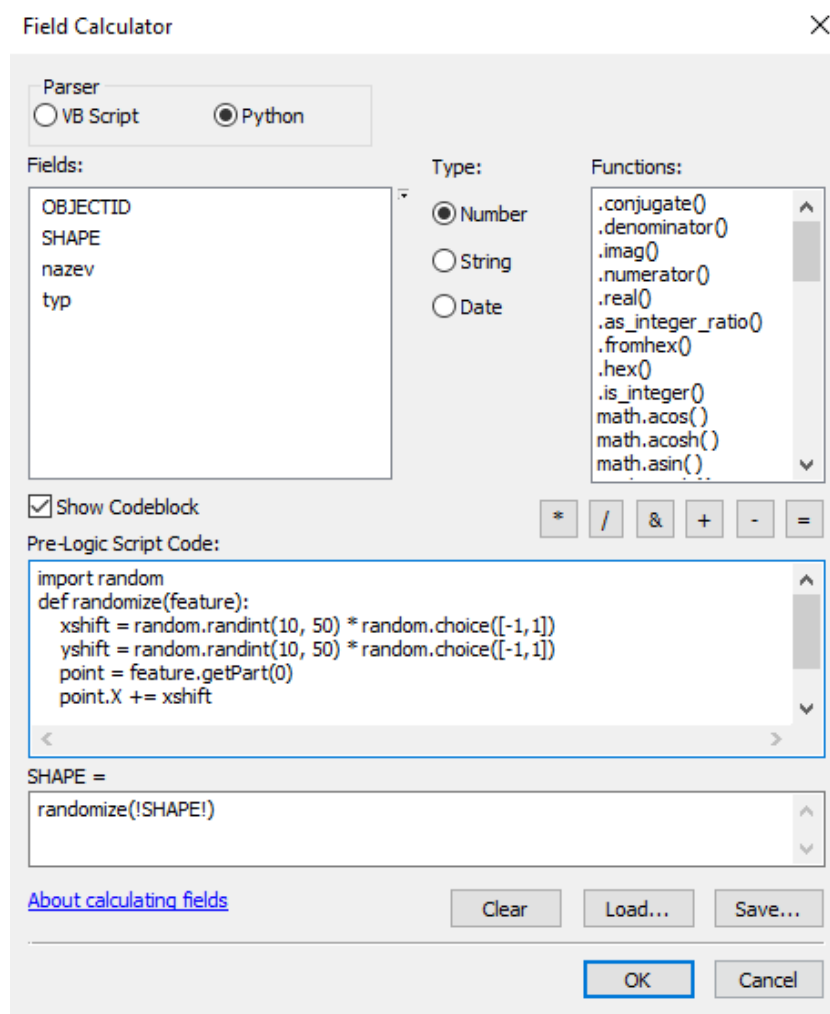 Field Calculator
Parser
VB Script
Python
Fields:
Type:
Functions:
OBJECTID
SHAPE
nazev
typ
Number
String
Date
.conjugate()
.denominator()
.imag()
.numerator()
.real()
.as_integer_ratio()
.fromhex()
.hex()
.is_integer()
math.acos( )
math.acosh( )
math.asin( )
Show Codeblock
* / & + - =
Pre-Logic Script Code:
import random
def randomize(feature):
    xshift = random.randint(10, 50) * random.choice([-1,1])
    yshift = random.randint(10, 50) * random.choice([-1,1])
    point = feature.getPart(0)
    point.X += xshift
SHAPE =
randomize(!SHAPE!)
About calculating fields
Clear
Load...
Save...
OK
Cancel